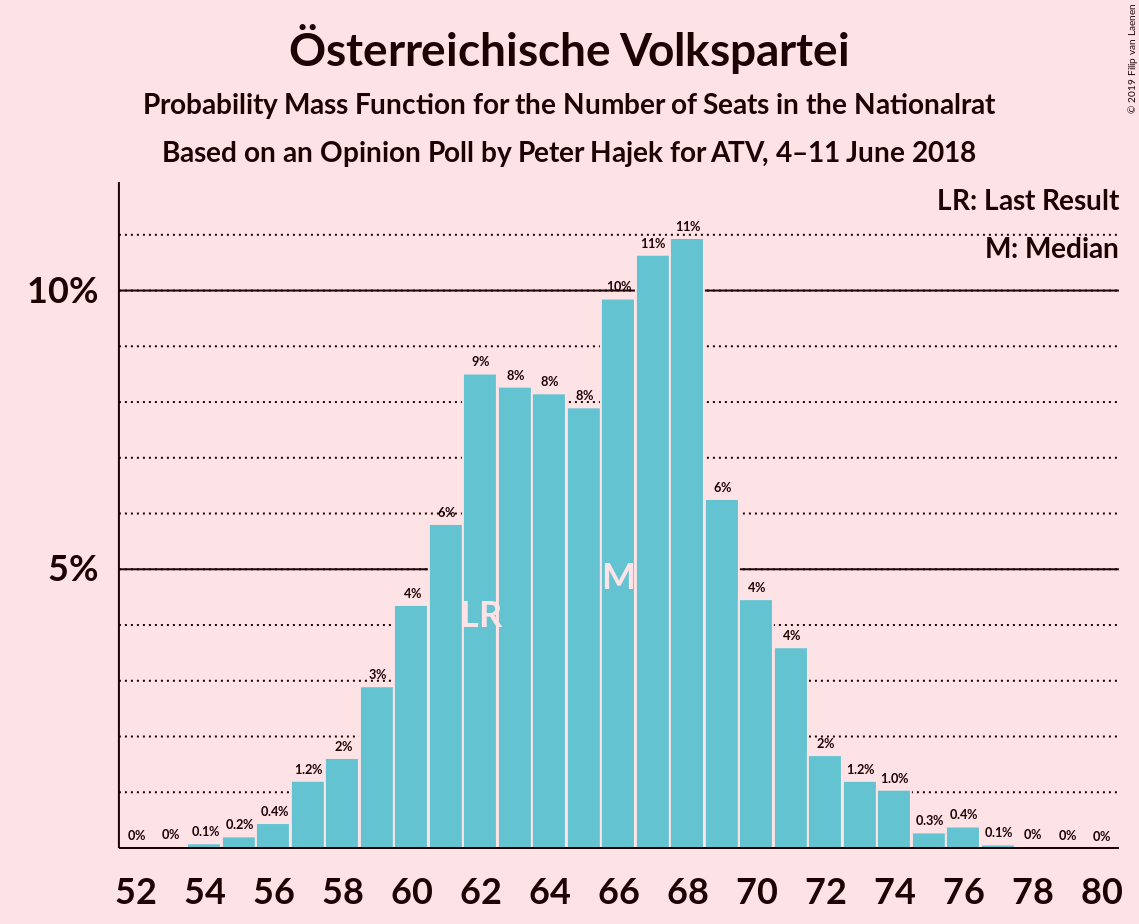 Österreichische Volkspartei
Probability Mass Function for the Number of Seats in the Nationalrat
Based on an Opinion Poll by Peter Hajek for ATV, 4–11 June 2018
© 2019 Filip van Laenen
LR: Last Result
M: Median
10%
5%
0% 0% 0.1% 0.2% 0.4% 1.2% 2% 3% 4% 6% 9% 8% 8% 8% 10% 11% 11% 6% 4% 4% 2% 1.2% 1.0% 0.3% 0.4% 0.1% 0% 0% 0%
LR
M
52 54 56 58 60 62 64 66 68 70 72 74 76 78 80